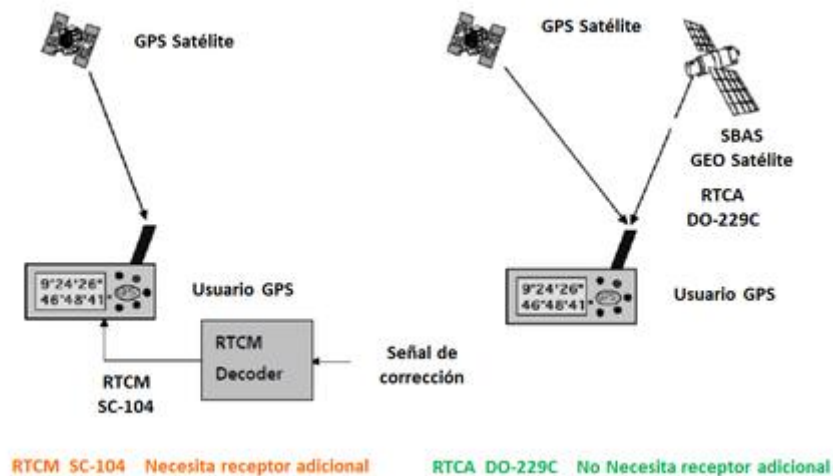 GPS Satélite
9°24'26"
46°48'41"
GPS
Usuario GPS
RTCM
SC-104
RTCM
Decoder
Señal de
corrección
RTCM SC-104 Necesita receptor adicional
GPS Satélite
SBAS
GEO Satélite
RTCA
DO-229C
9°24'26"
46°48'41"
GPS
Usuario GPS
RTCA DO-229C No Necesita receptor adicional